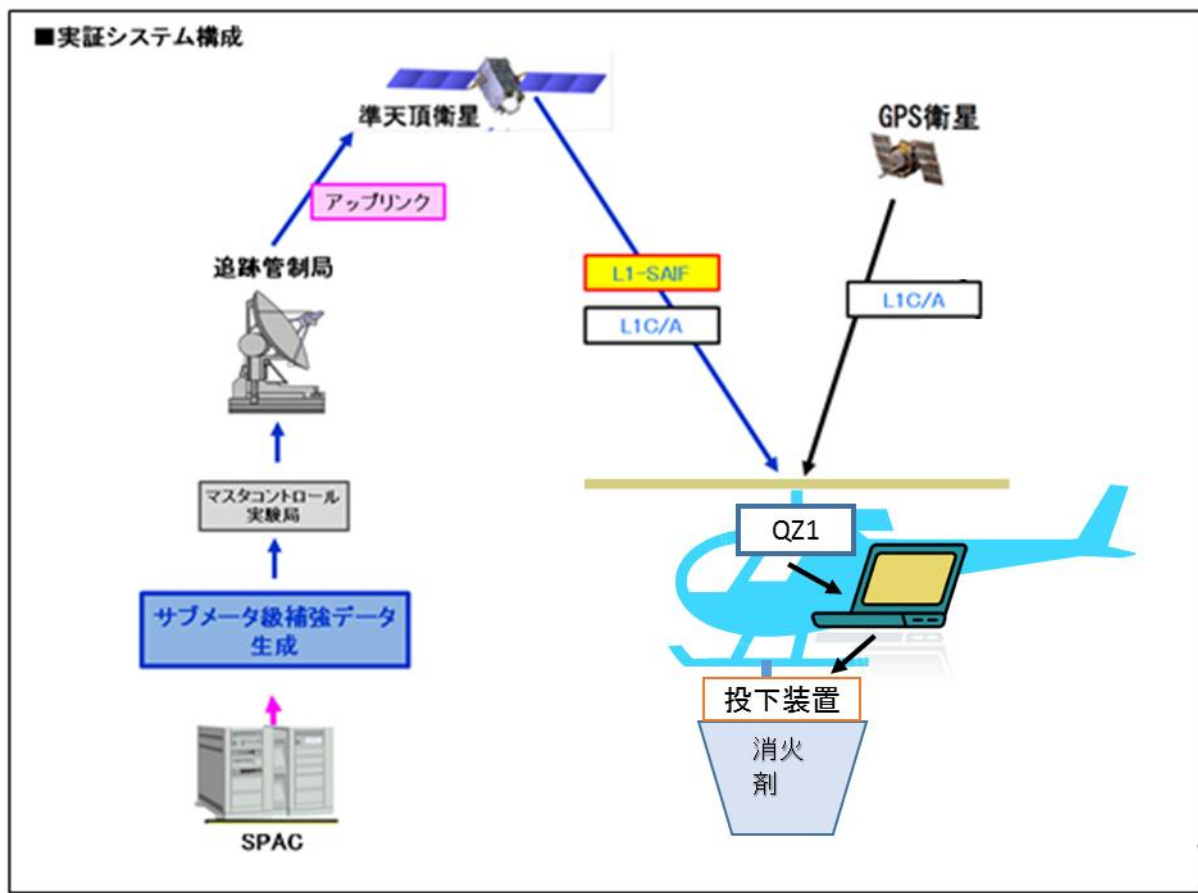 ■実証システム構成
準天頂衛星
GPS衛星
アップリンク
追跡管制局
L1-SAIF
L1C/A
L1C/A
マスタコントロール
実験局
QZ1
サブメータ級補強データ
生成
投下装置
消火
剤
SPAC